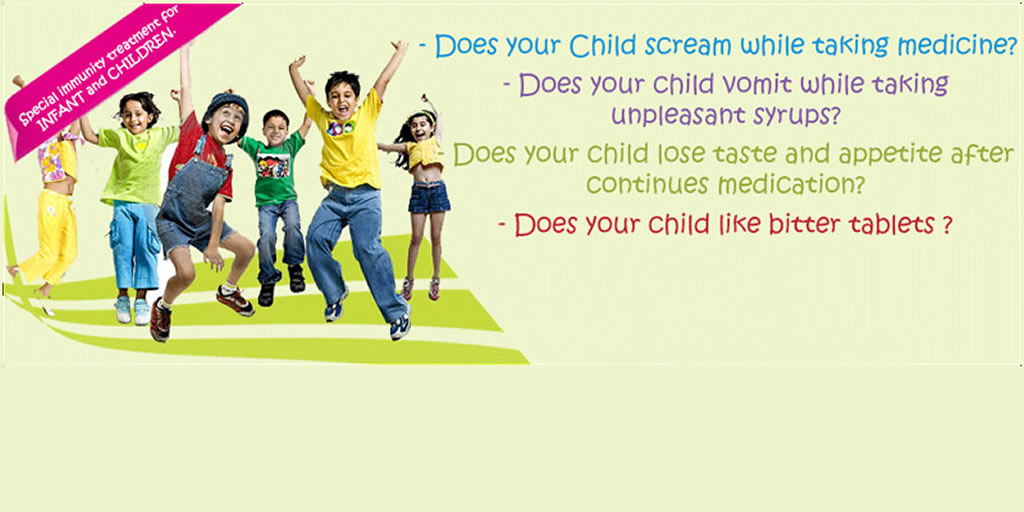 Special immunity treatment for
INFANT and CHILDREN.
- Does your Child scream while taking medicine?
- Does your child vomit while taking
unpleasant syrups?
Does your child lose taste and appetite after
continues medication?
- Does your child like bitter tablets ?